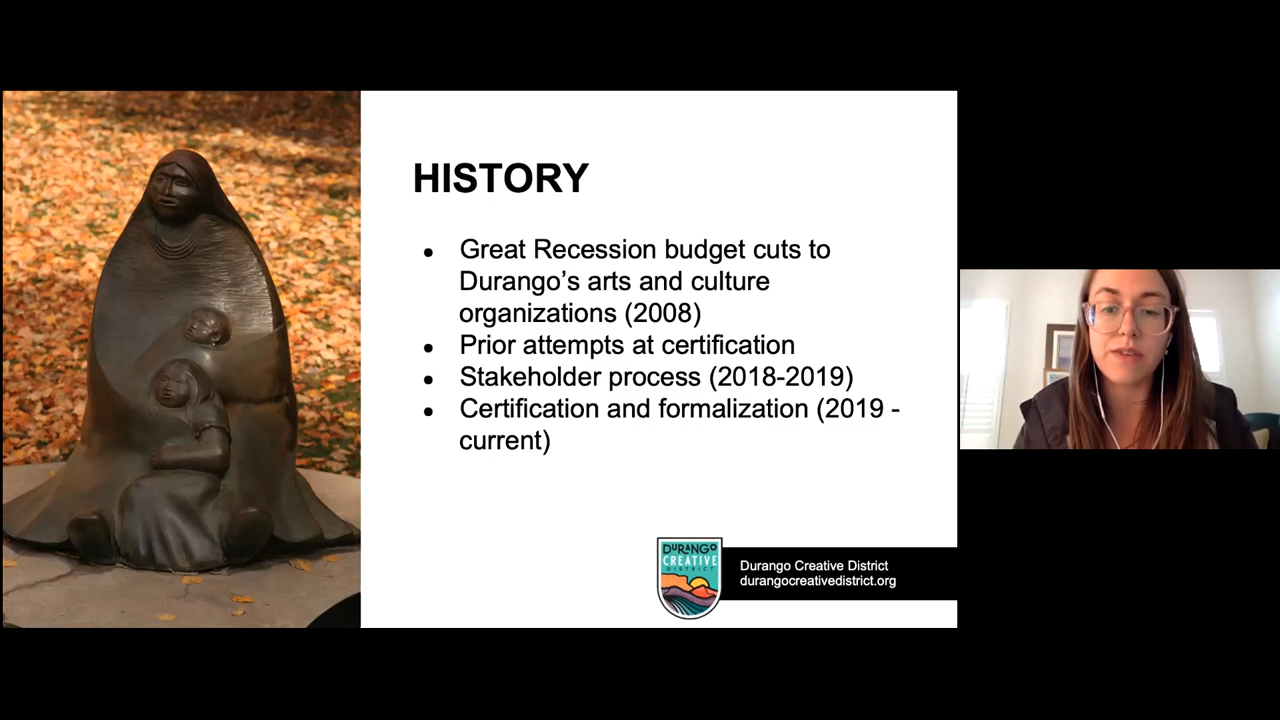 HISTORY
● Great Recession budget cuts to
Durango’s arts and culture
organizations (2008)
● Prior attempts at certification
● Stakeholder process (2018-2019)
● Certification and formalization (2019 -
current)
DURANGO
CREATIVE
DISTRICT
Durango Creative District
durangocreativedistrict.org